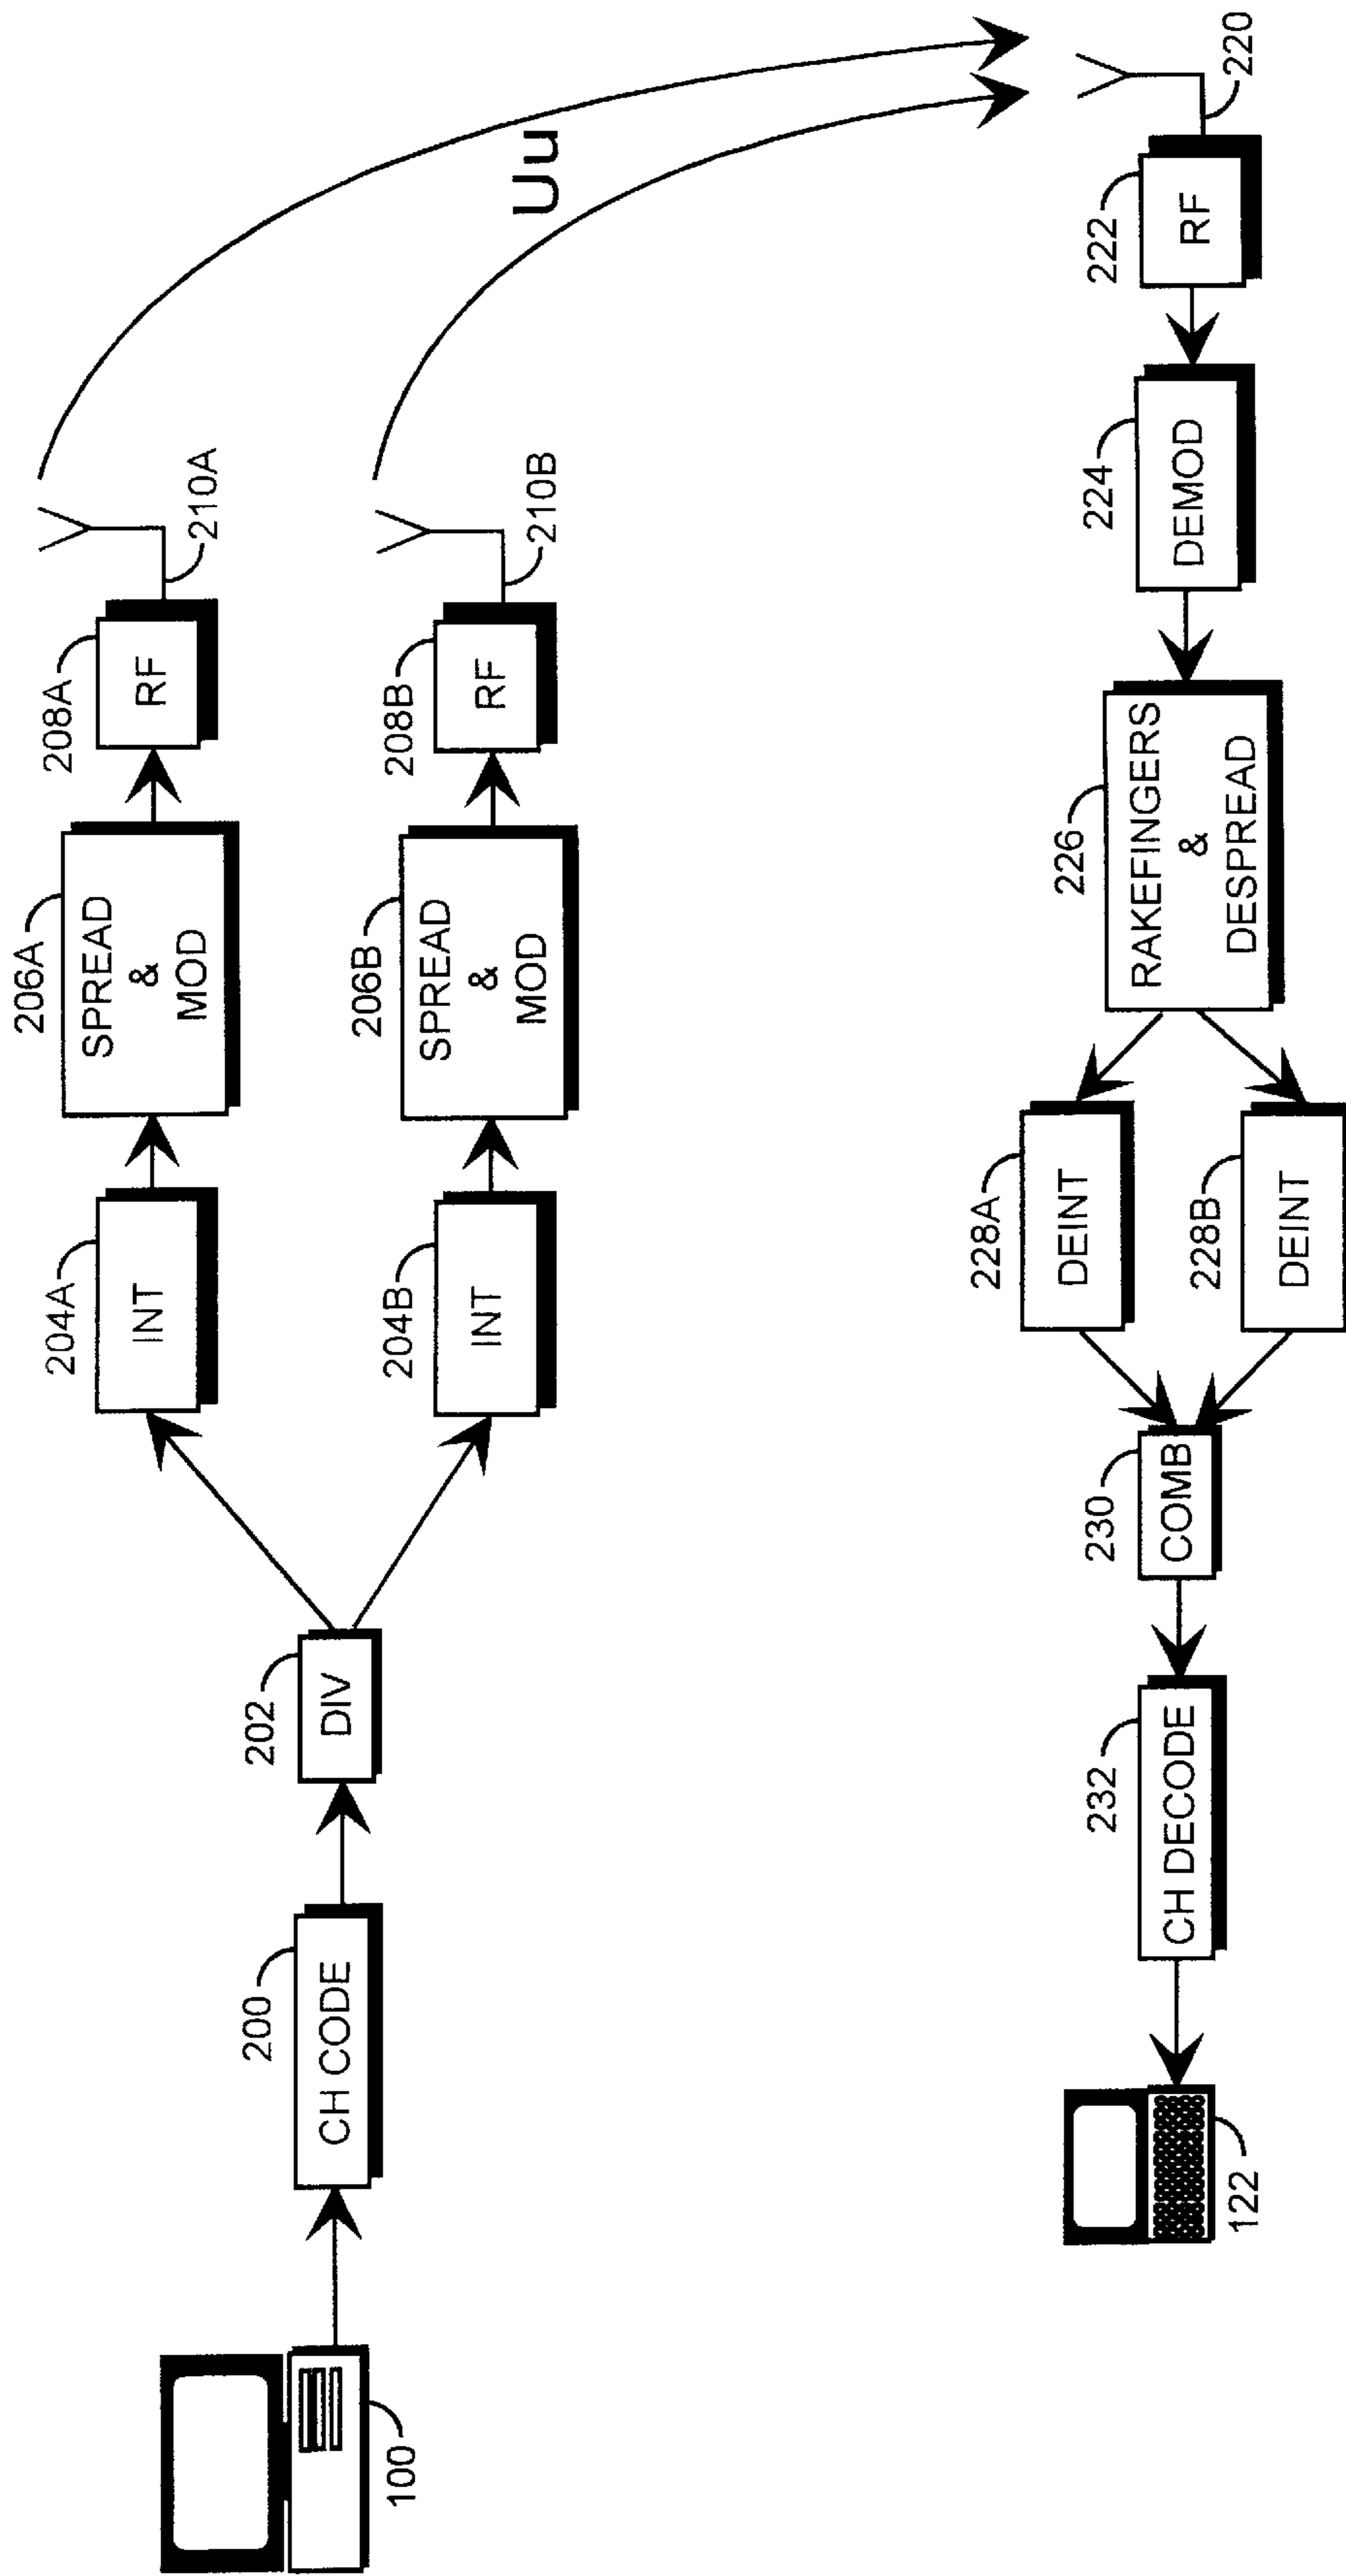 100
CH CODE
200
DIV
202
INT
204A
SPREAD
&
MOD
206A
RF
208A
210A
INT
204B
SPREAD
&
MOD
206B
RF
208B
210B
Uu
220
RF
222
DEMOD
224
RAKEFINGERS
&
DESPREAD
226
DEINT
228A
DEINT
228B
COMB
230
CH DECODE
232
122